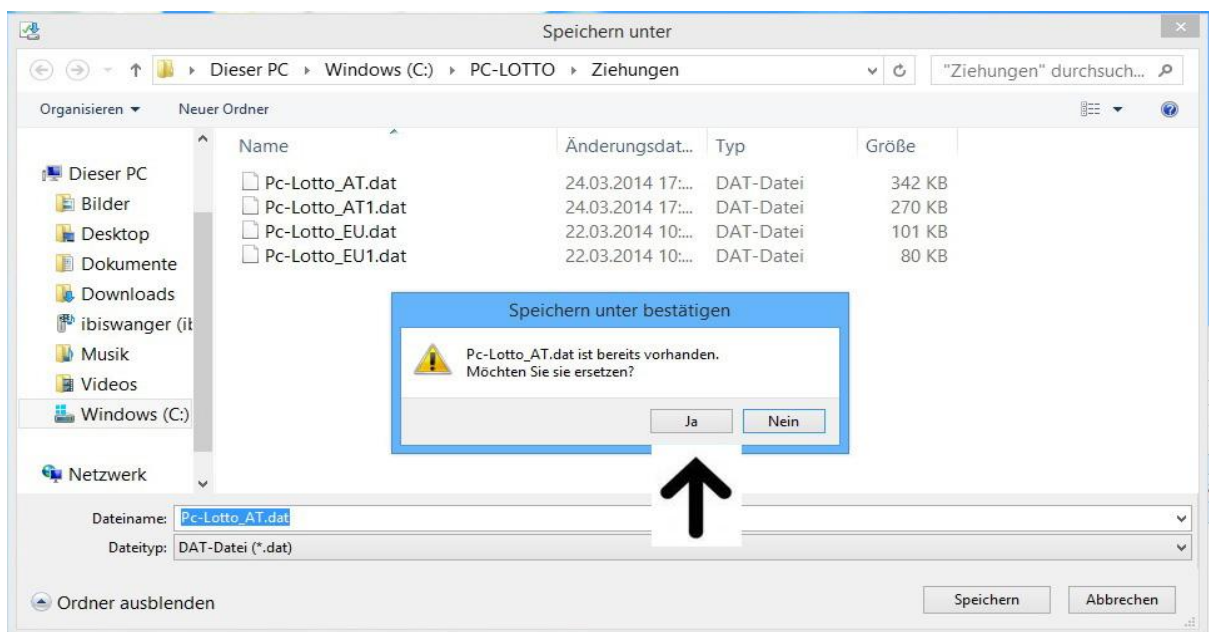 Speichern unter
Dieser PC Windows (C:) PC-LOTTO Ziehungen "Ziehungen" durchsuch...
Organisieren Neuer Ordner
Name Änderungsdat... Typ Größe
Dieser PC
Bilder
Desktop
Dokumente
Downloads
ibiswanger (it
Musik
Videos
Windows (C:)
Netzwerk
Pc-Lotto_AT.dat 24.03.2014 17:... DAT-Datei 342 KB
Pc-Lotto_AT1.dat 24.03.2014 17:... DAT-Datei 270 KB
Pc-Lotto_EU.dat 22.03.2014 10:... DAT-Datei 101 KB
Pc-Lotto_EU1.dat 22.03.2014 10:... DAT-Datei 80 KB
Speichern unter bestätigen
Pc-Lotto_AT.dat ist bereits vorhanden.
Möchten Sie sie ersetzen?
Ja Nein
Dateiname: Pc-Lotto_AT.dat
Dateityp: DAT-Datei (*.dat)
Ordner ausblenden Speichern Abbrechen